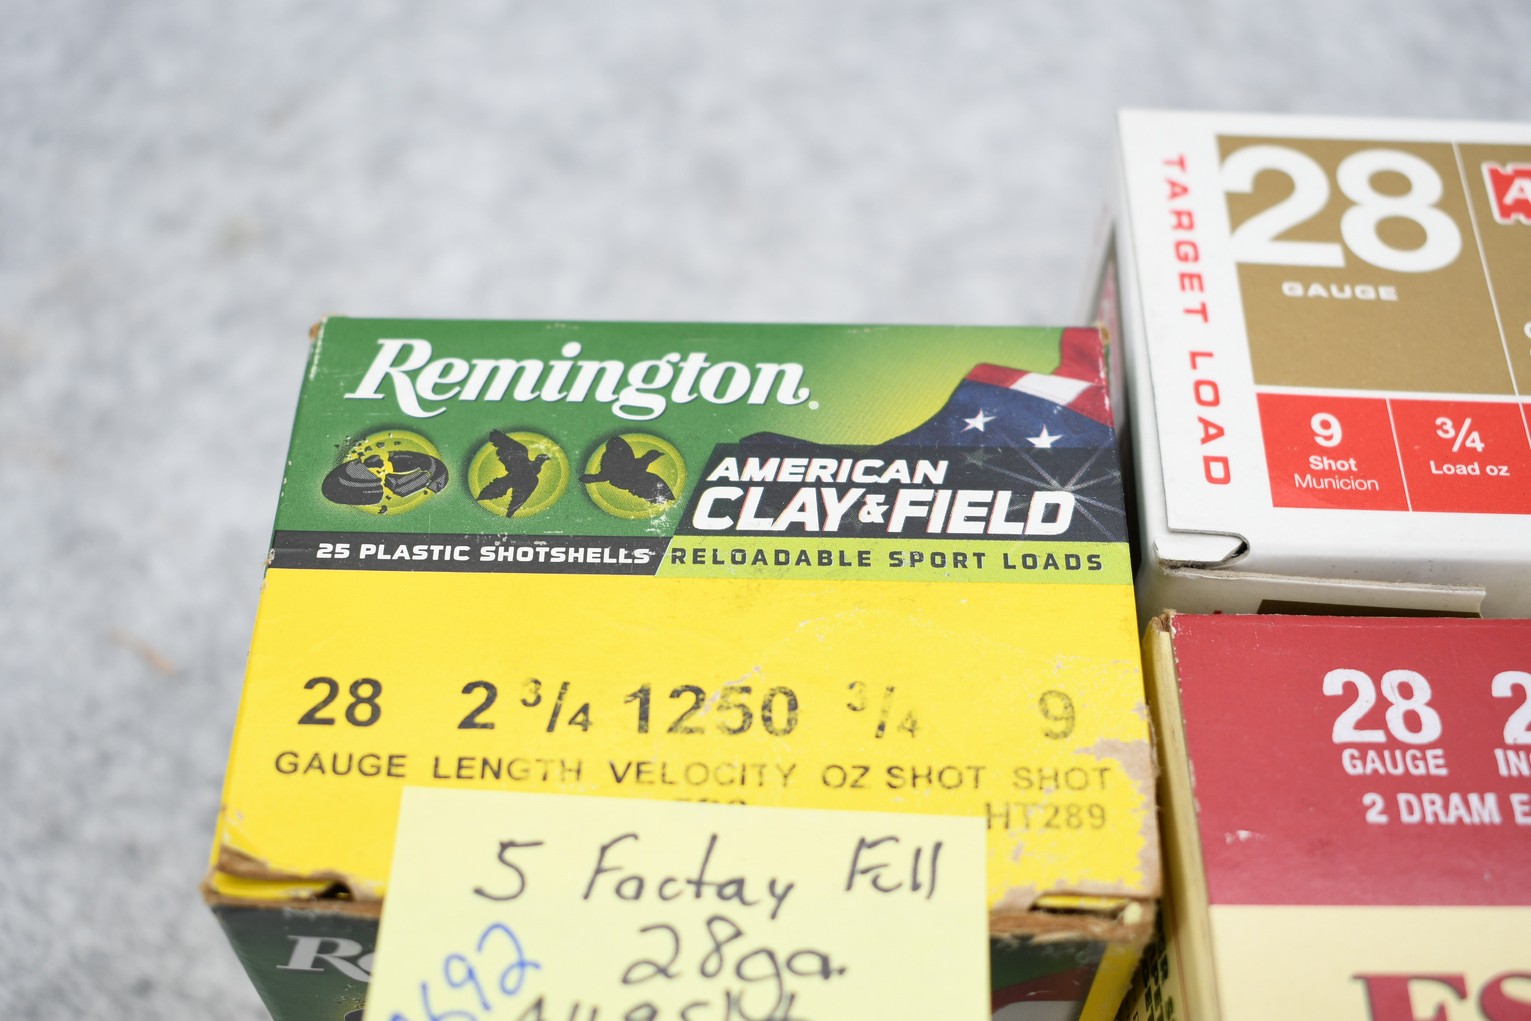 Remington.
AMERICAN
CLAY & FIELD
25 PLASTIC SHOTSHELLS RELOADABLE SPORT LOADS
28 2 3/4 1250 3/4 9
GAUGE LENGTH VELOCITY OZ SHOT SHOT
HT289
5 Factay Fell
28ga.
TARGET LOAD
28
GAUGE
9
Shot
Municion
3/4
Load oz
28
GAUGE
2 DRAM